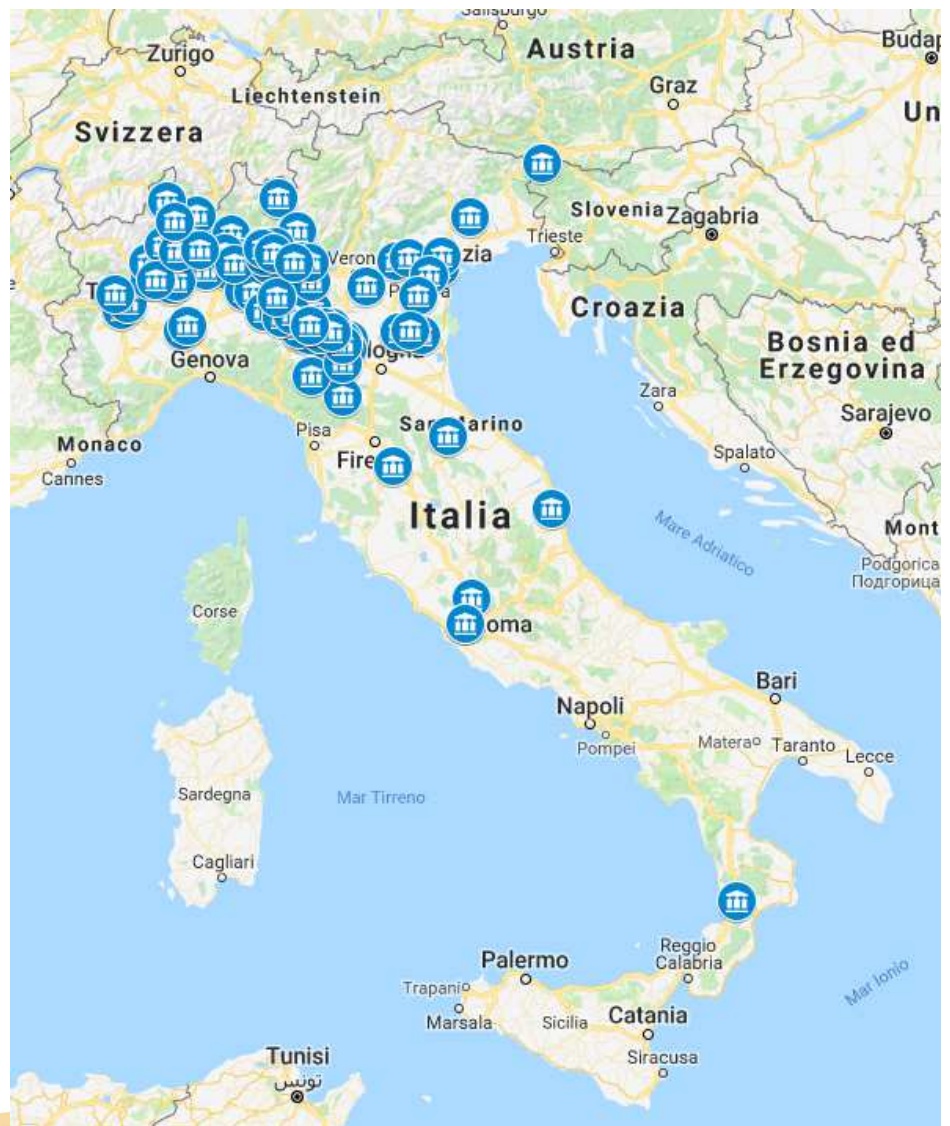 Salisburgo
Austria
Budap
Zurigo
Graz
Liechtenstein
Un
Svizzera
Slovenia
Zagabria
Trieste
Veron
zia
Croazia
Bosnia ed
Erzegovina
Genova
Zara
Sarajevo
San Marino
Pisa
Monaco
Fire
Spalato
Cannes
Italia
Mare Adriatico
Mont
Podgorica
Подгорица
Corse
oma
Bari
Napoli
Pompei
Matera
Taranto
Lecce
Sardegna
Mar Tirreno
Cagliari
Reggio
Calabria
Palermo
Mar Ionio
Trapani
Marsala
Sicilia
Catania
Siracusa
Tunisi
تونس